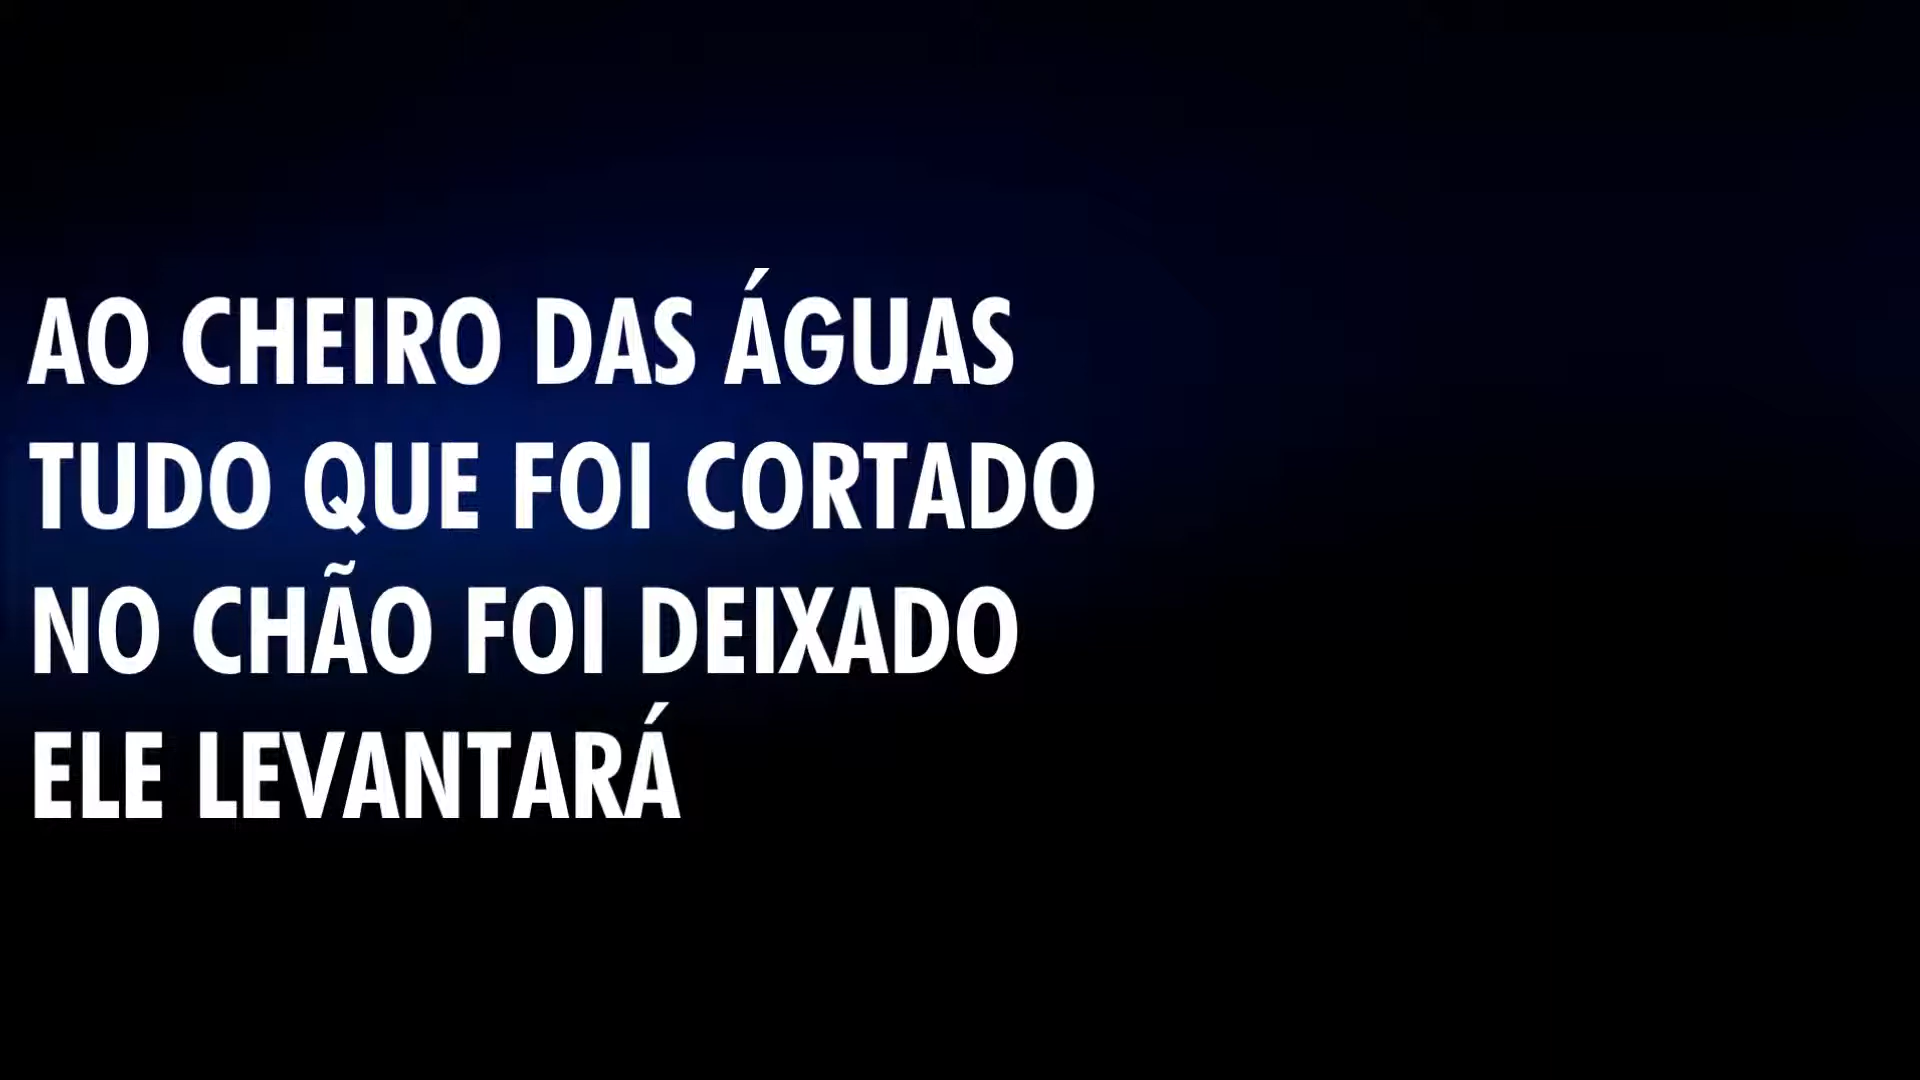 AO CHEIRO DAS ÁGUAS
TUDO QUE FOI CORTADO
NO CHÃO FOI DEIXADO
ELE LEVANTARÁ